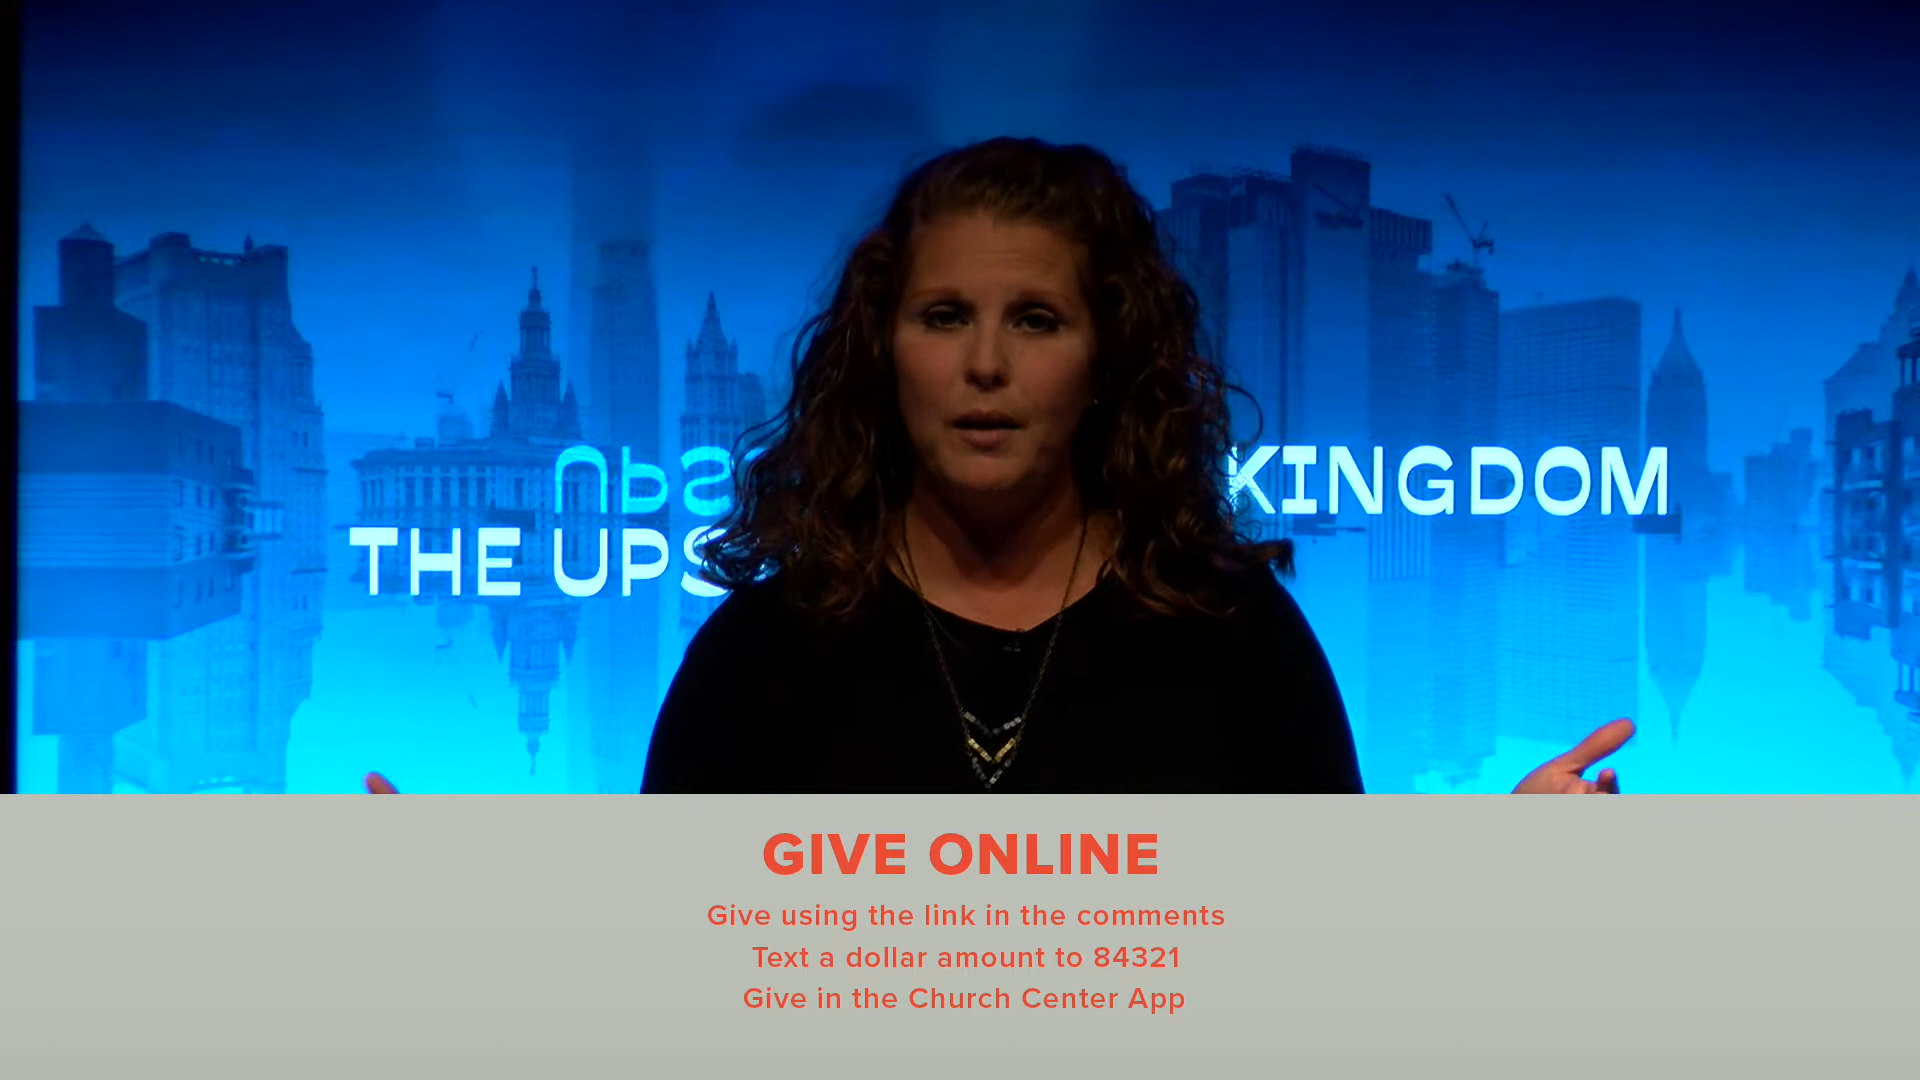 UPS
THE UPS
KINGDOM
GIVE ONLINE
Give using the link in the comments
Text a dollar amount to 84321
Give in the Church Center App